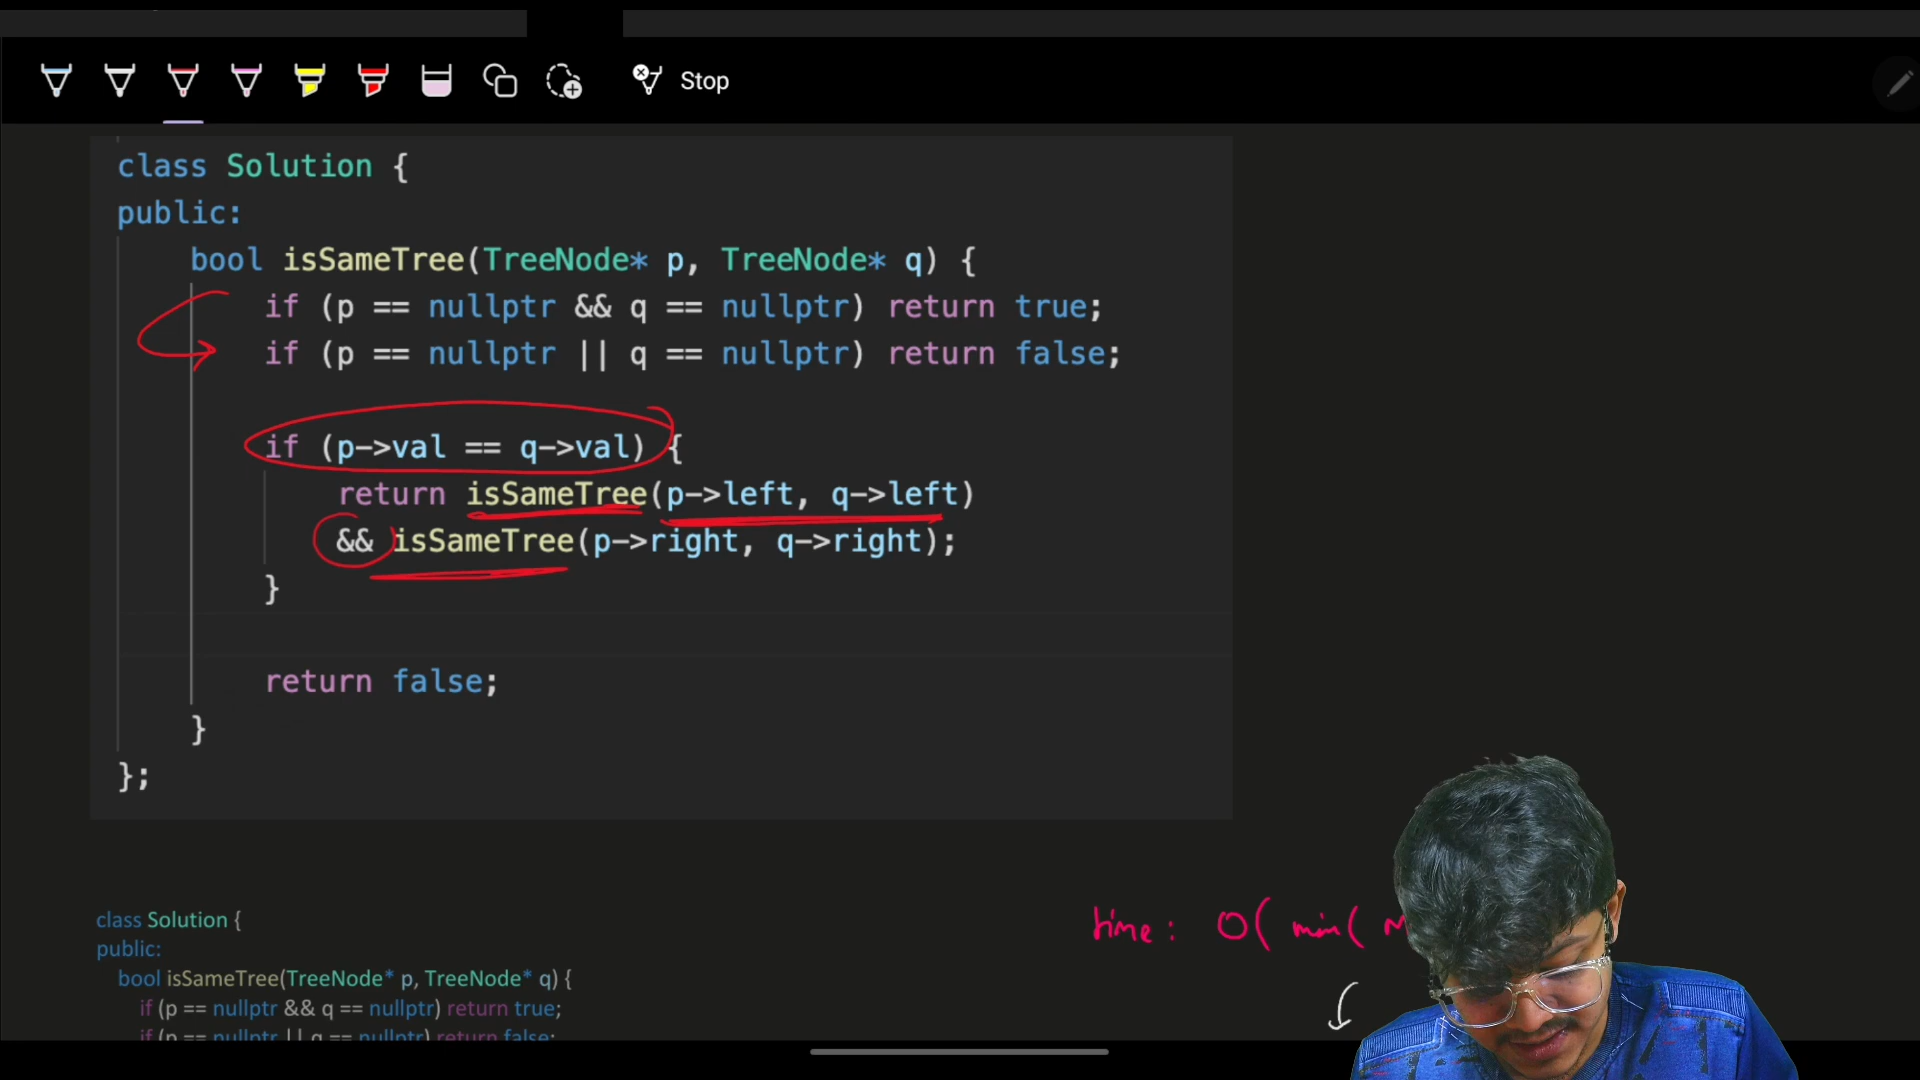 Stop
class Solution {
public:
bool isSameTree(TreeNode* p, TreeNode* q) {
if (p == nullptr && q == nullptr) return true;
if (p == nullptr || q == nullptr) return false;
if (p->val == q->val) {
return isSameTree(p->left, q->left)
&& isSameTree(p->right, q->right);
}
return false;
}
};
class Solution {
public:
bool isSameTree(TreeNode* p, TreeNode* q) {
if (p == nullptr && q == nullptr) return true;
if (p == nullptr || q == nullptr) return false;
time: O( min(